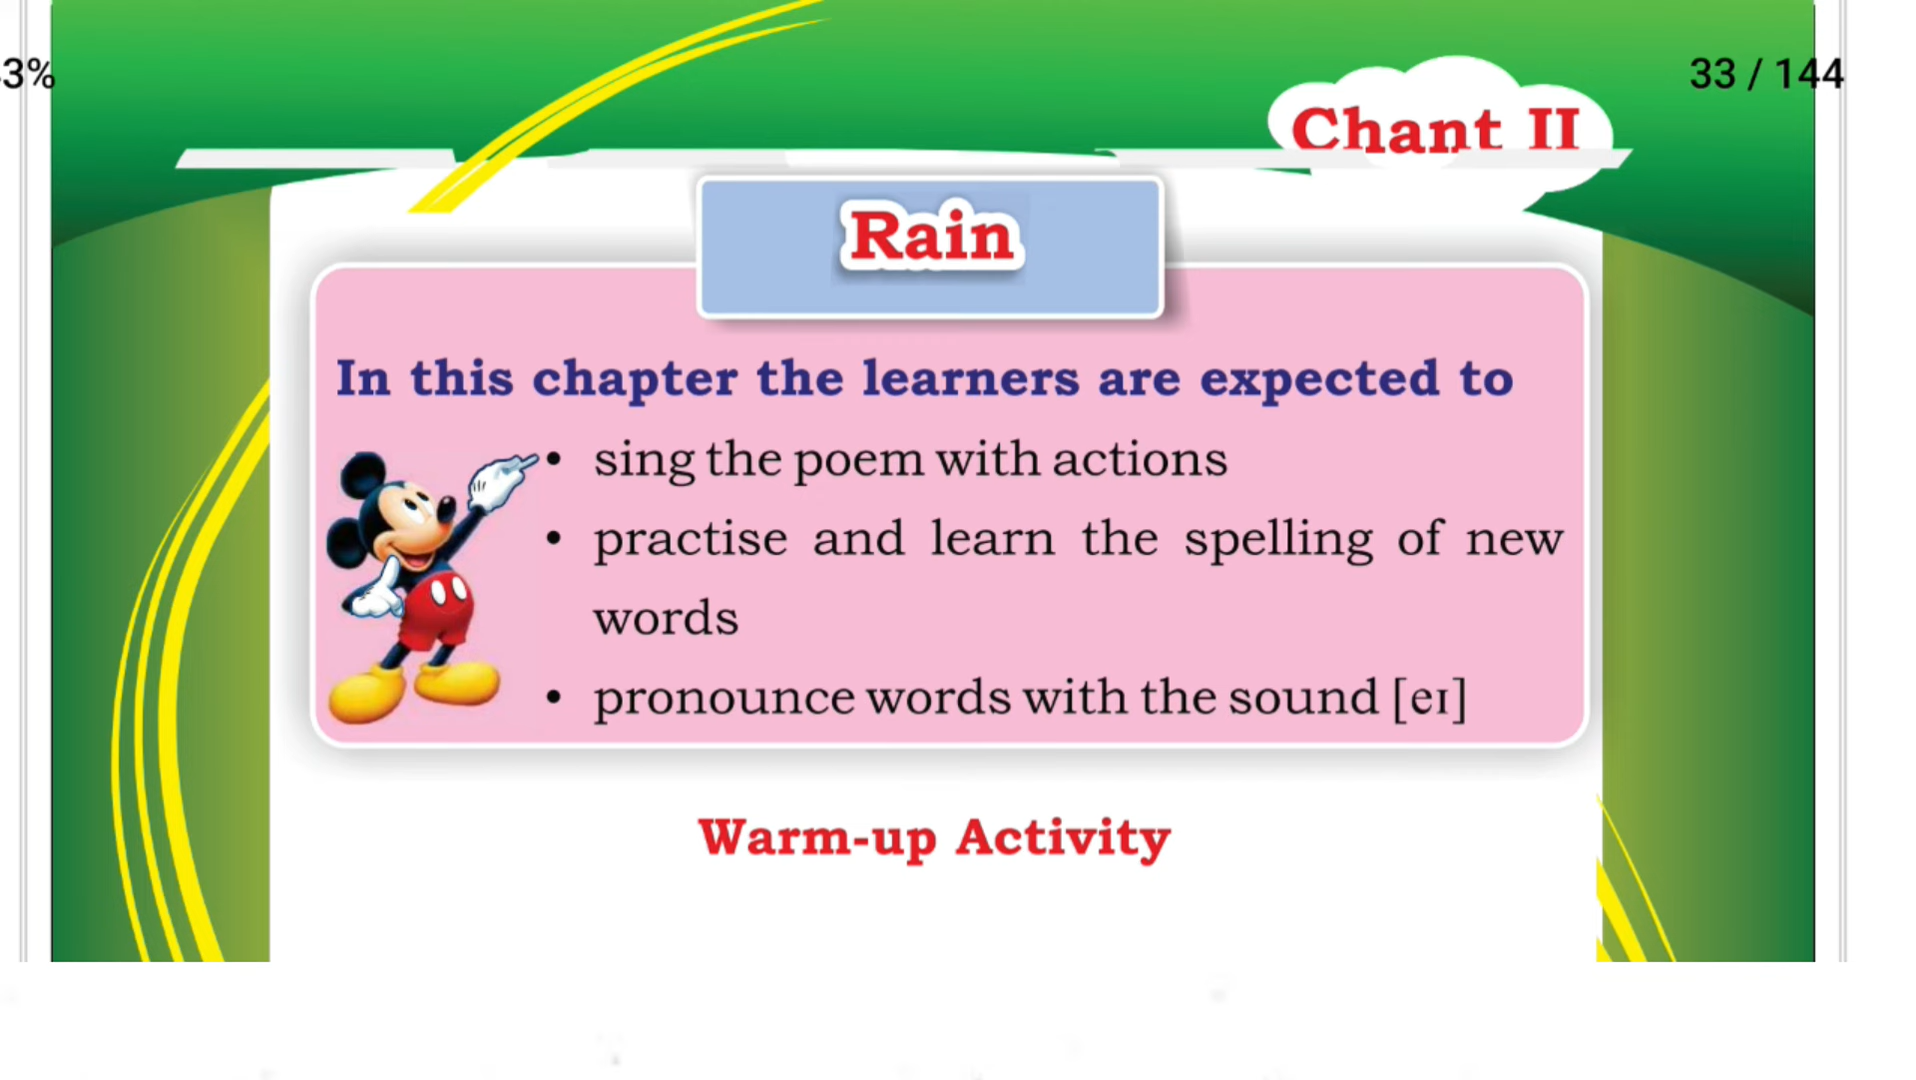 33 / 144
Chant II
Rain
In this chapter the learners are expected to
• sing the poem with actions
• practise and learn the spelling of new
words
• pronounce words with the sound [eɪ]
Warm-up Activity